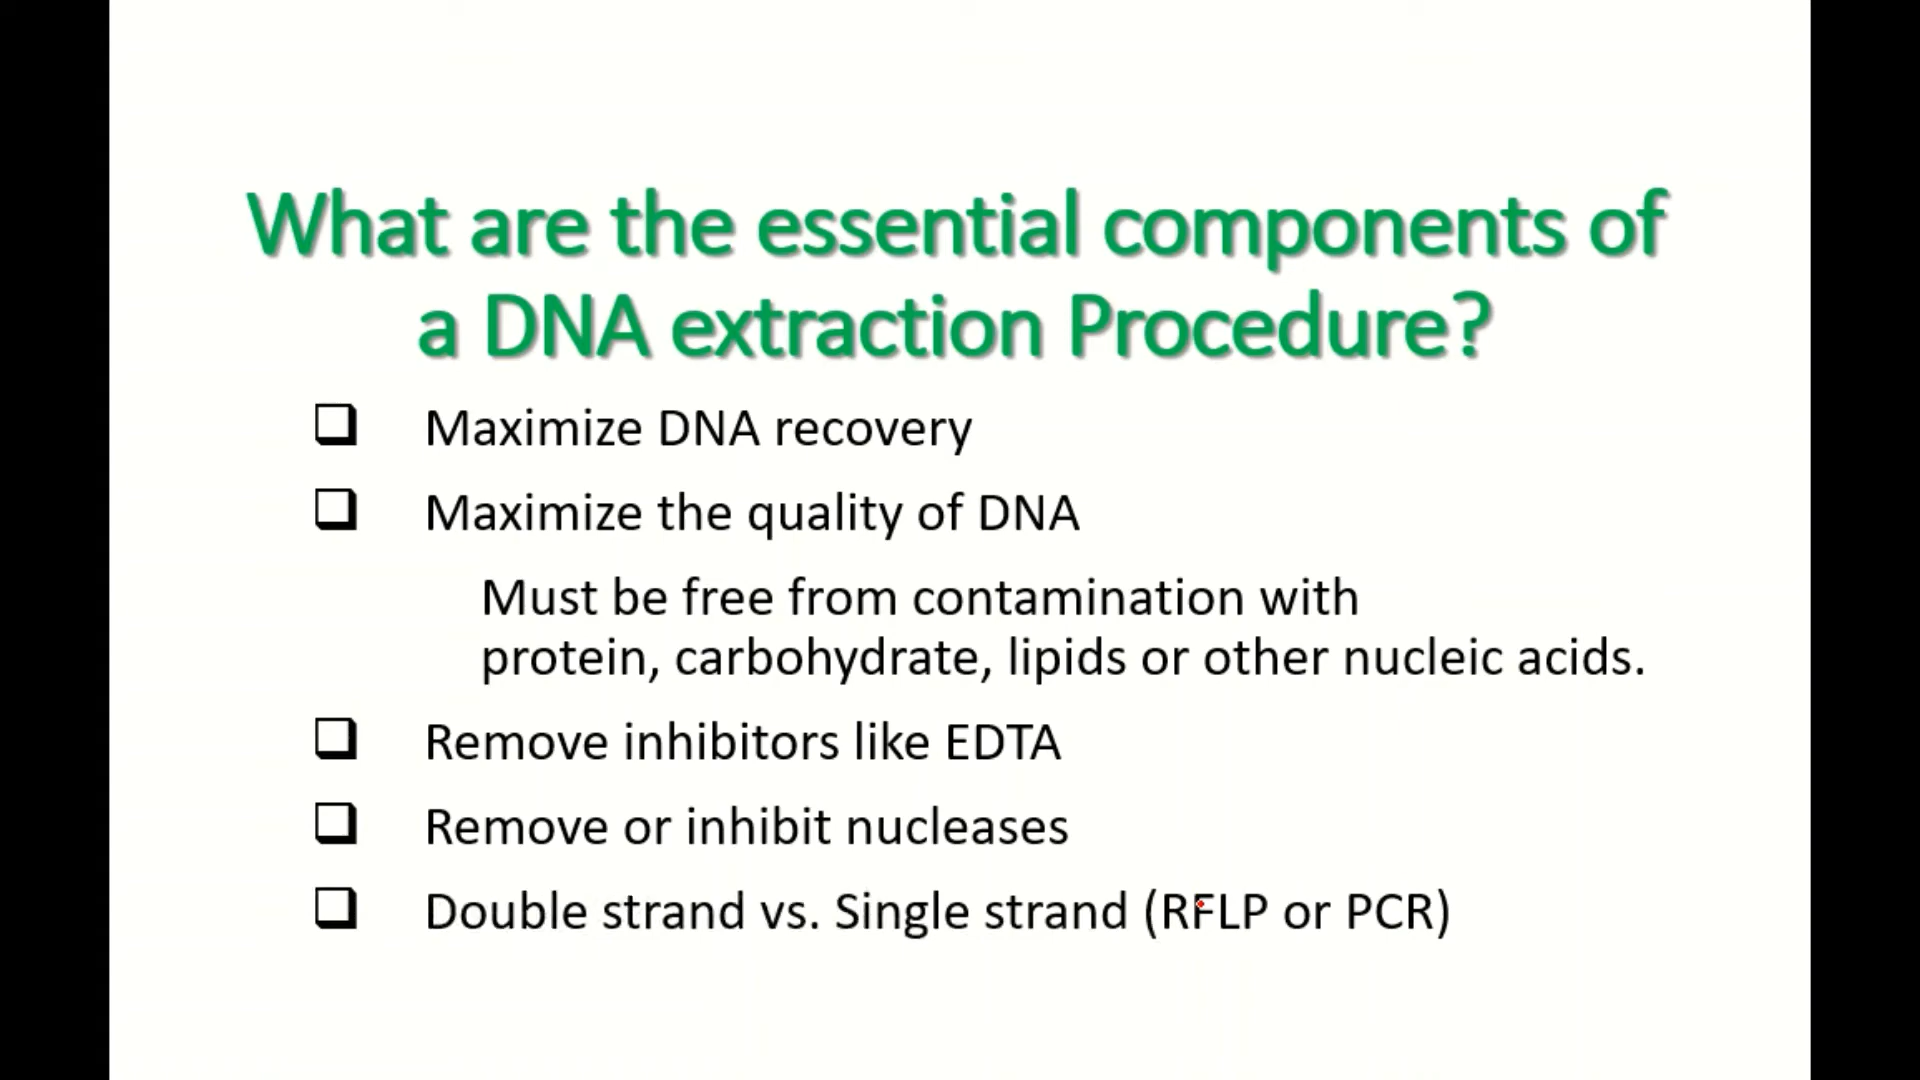 What are the essential components of
a DNA extraction Procedure?
Maximize DNA recovery
Maximize the quality of DNA
Must be free from contamination with
protein, carbohydrate, lipids or other nucleic acids.
Remove inhibitors like EDTA
Remove or inhibit nucleases
Double strand vs. Single strand (RFLP or PCR)